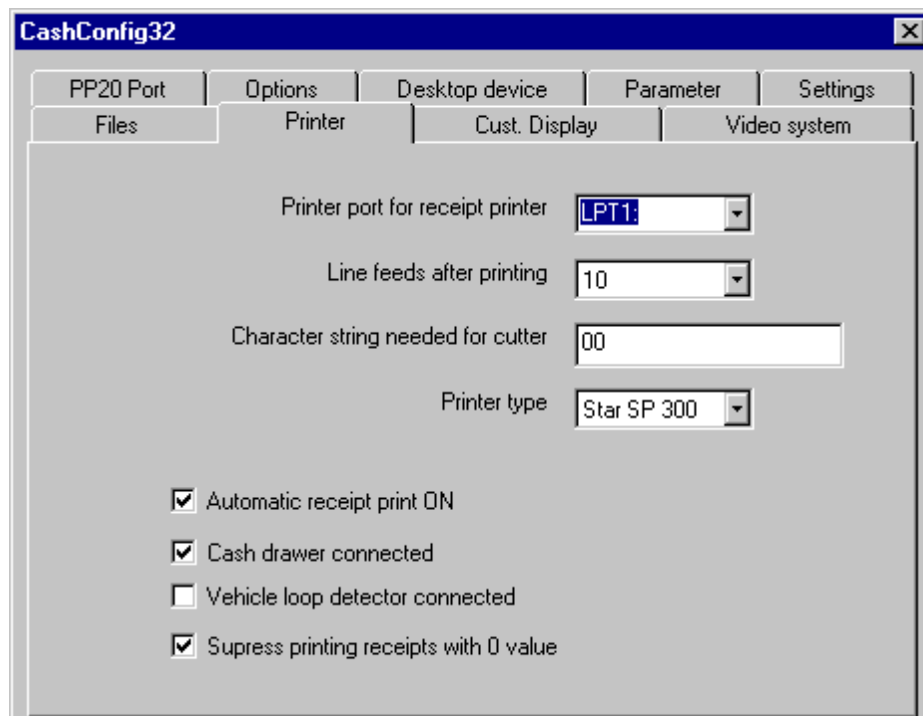 CashConfig32
PP20 Port Options Desktop device Parameter Settings
Files Printer Cust. Display Video system
Printer port for receipt printer LPT1:
Line feeds after printing 10
Character string needed for cutter 00
Printer type Star SP 300
Automatic receipt print ON
Cash drawer connected
Vehicle loop detector connected
Supress printing receipts with 0 value